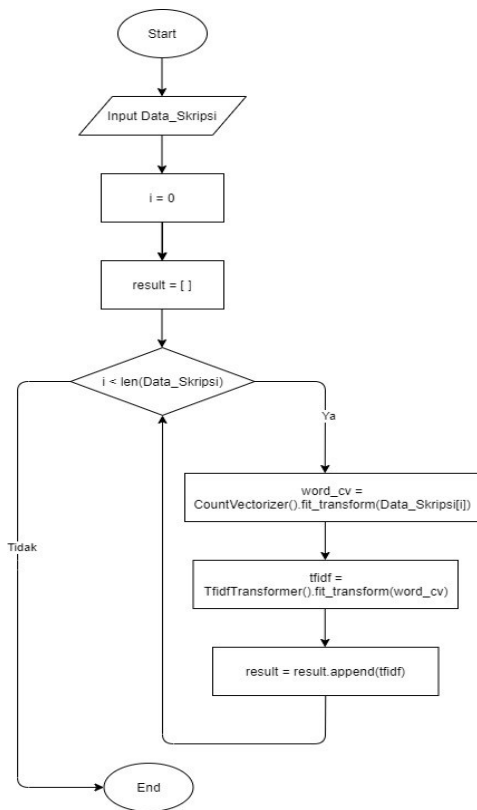 Start
Input Data_Skripsi
i = 0
result = [ ]
i < len(Data_Skripsi)
Ya
word_cv =
CountVectorizer().fit_transform(Data_Skripsi[i])
Tidak
tfidf =
TfidfTransformer().fit_transform(word_cv)
result = result.append(tfidf)
End